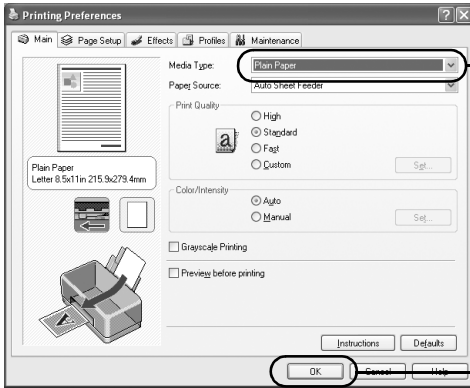 Printing Preferences
Main Page Setup Effects Profiles Maintenance
Media Type: Plain Paper
Paper Source: Auto Sheet Feeder
Print Quality
High
Standard
Fast
Custom Set...
a
Plain Paper
Letter 8.5x11in 215.9x279.4mm
Color/Intensity
Auto
Manual Set...
Grayscale Printing
Preview before printing
A
Instructions Defaults
OK Cancel Help